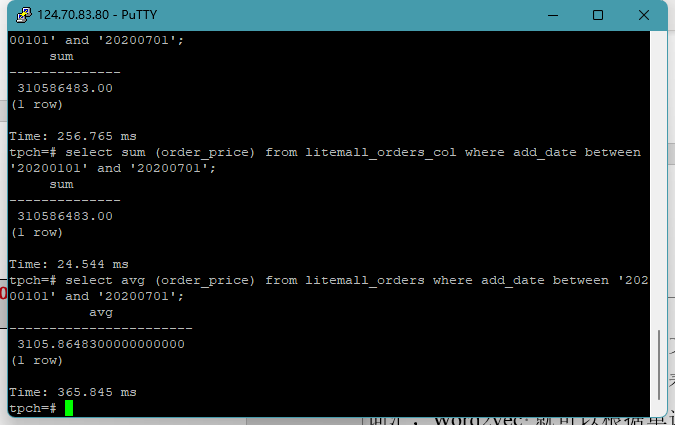 124.70.83.80 - PuTTY
00101' and '20200701';
sum
--------------
310586483.00
(1 row)
Time: 256.765 ms
tpch=# select sum (order_price) from litemall_orders_col where add_date between
'20200101' and '20200701';
sum
--------------
310586483.00
(1 row)
Time: 24.544 ms
tpch=# select avg (order_price) from litemall_orders where add_date between '202
00101' and '20200701';
avg
-----------------------
3105.8648300000000000
(1 row)
Time: 365.845 ms
tpch=#